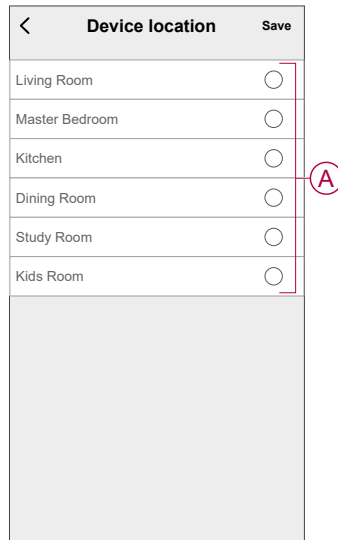 Device location Save
Living Room
Master Bedroom
Kitchen
A
Dining Room
Study Room
Kids Room